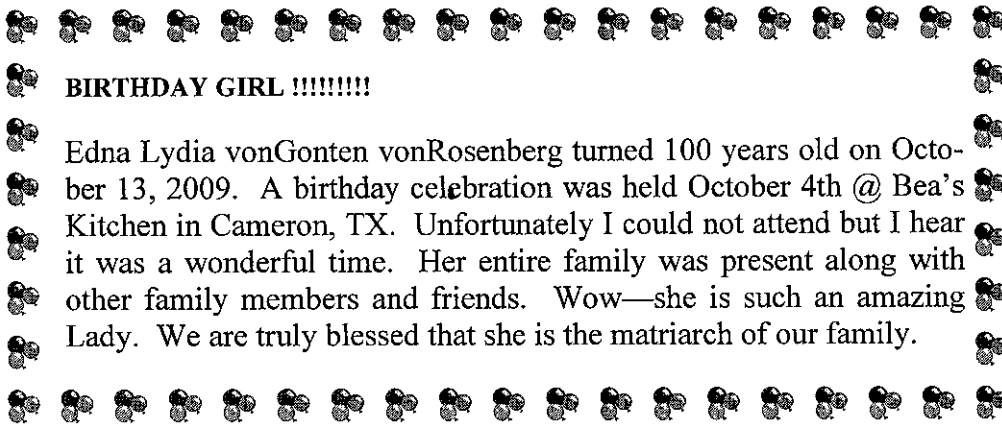 BIRTHDAY GIRL !!!!!!!!!
Edna Lydia vonGonten vonRosenberg turned 100 years old on Octo-
ber 13, 2009. A birthday celebration was held October 4th @ Bea's
Kitchen in Cameron, TX. Unfortunately I could not attend but I hear
it was a wonderful time. Her entire family was present along with
other family members and friends. Wow—she is such an amazing
Lady. We are truly blessed that she is the matriarch of our family.